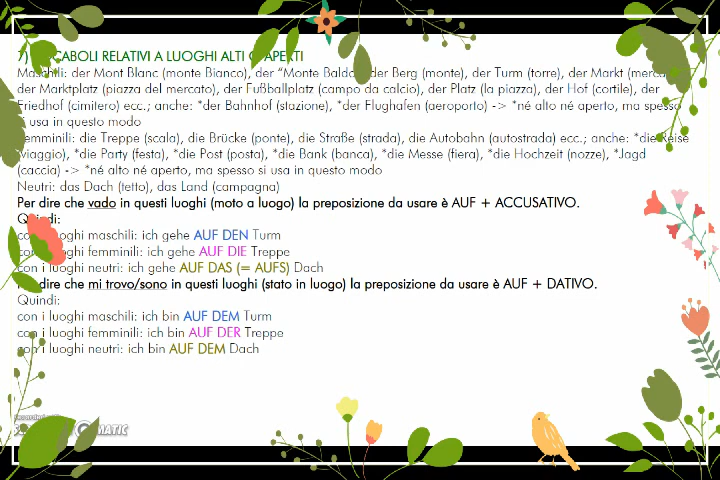 7) VOCABOLI RELATIVI A LUOGHI ALTI O APERTI
Maschili: der Mont Blanc (monte Bianco), der “Monte Baldo, der Berg (monte), der Turm (torre), der Markt (mercato),
der Marktplatz (piazza del mercato), der Fußballplatz (campo da calcio), der Platz (la piazza), der Hof (cortile), der
Friedhof (cimitero) ecc.; anche: *der Bahnhof (stazione), *der Flughafen (aeroporto) -> *né alto né aperto, ma spesso
si usa in questo modo
Femminili: die Treppe (scala), die Brücke (ponte), die Straße (strada), die Autobahn (autostrada) ecc.; anche: *die Reise
(viaggio), *die Party (festa), *die Post (posta), *die Bank (banca), *die Messe (fiera), *die Hochzeit (nozze), *Jagd
(caccia) -> *né alto né aperto, ma spesso si usa in questo modo
Neutri: das Dach (tetto), das Land (campagna)
Per dire che vado in questi luoghi (moto a luogo) la preposizione da usare è AUF + ACCUSATIVO.
Quindi:
con i luoghi maschili: ich gehe AUF DEN Turm
con i luoghi femminili: ich gehe AUF DIE Treppe
con i luoghi neutri: ich gehe AUF DAS (= AUFS) Dach
Per dire che mi trovo/sono in questi luoghi (stato in luogo) la preposizione da usare è AUF + DATIVO.
Quindi:
con i luoghi maschili: ich bin AUF DEM Turm
con i luoghi femminili: ich bin AUF DER Treppe
con i luoghi neutri: ich bin AUF DEM Dach